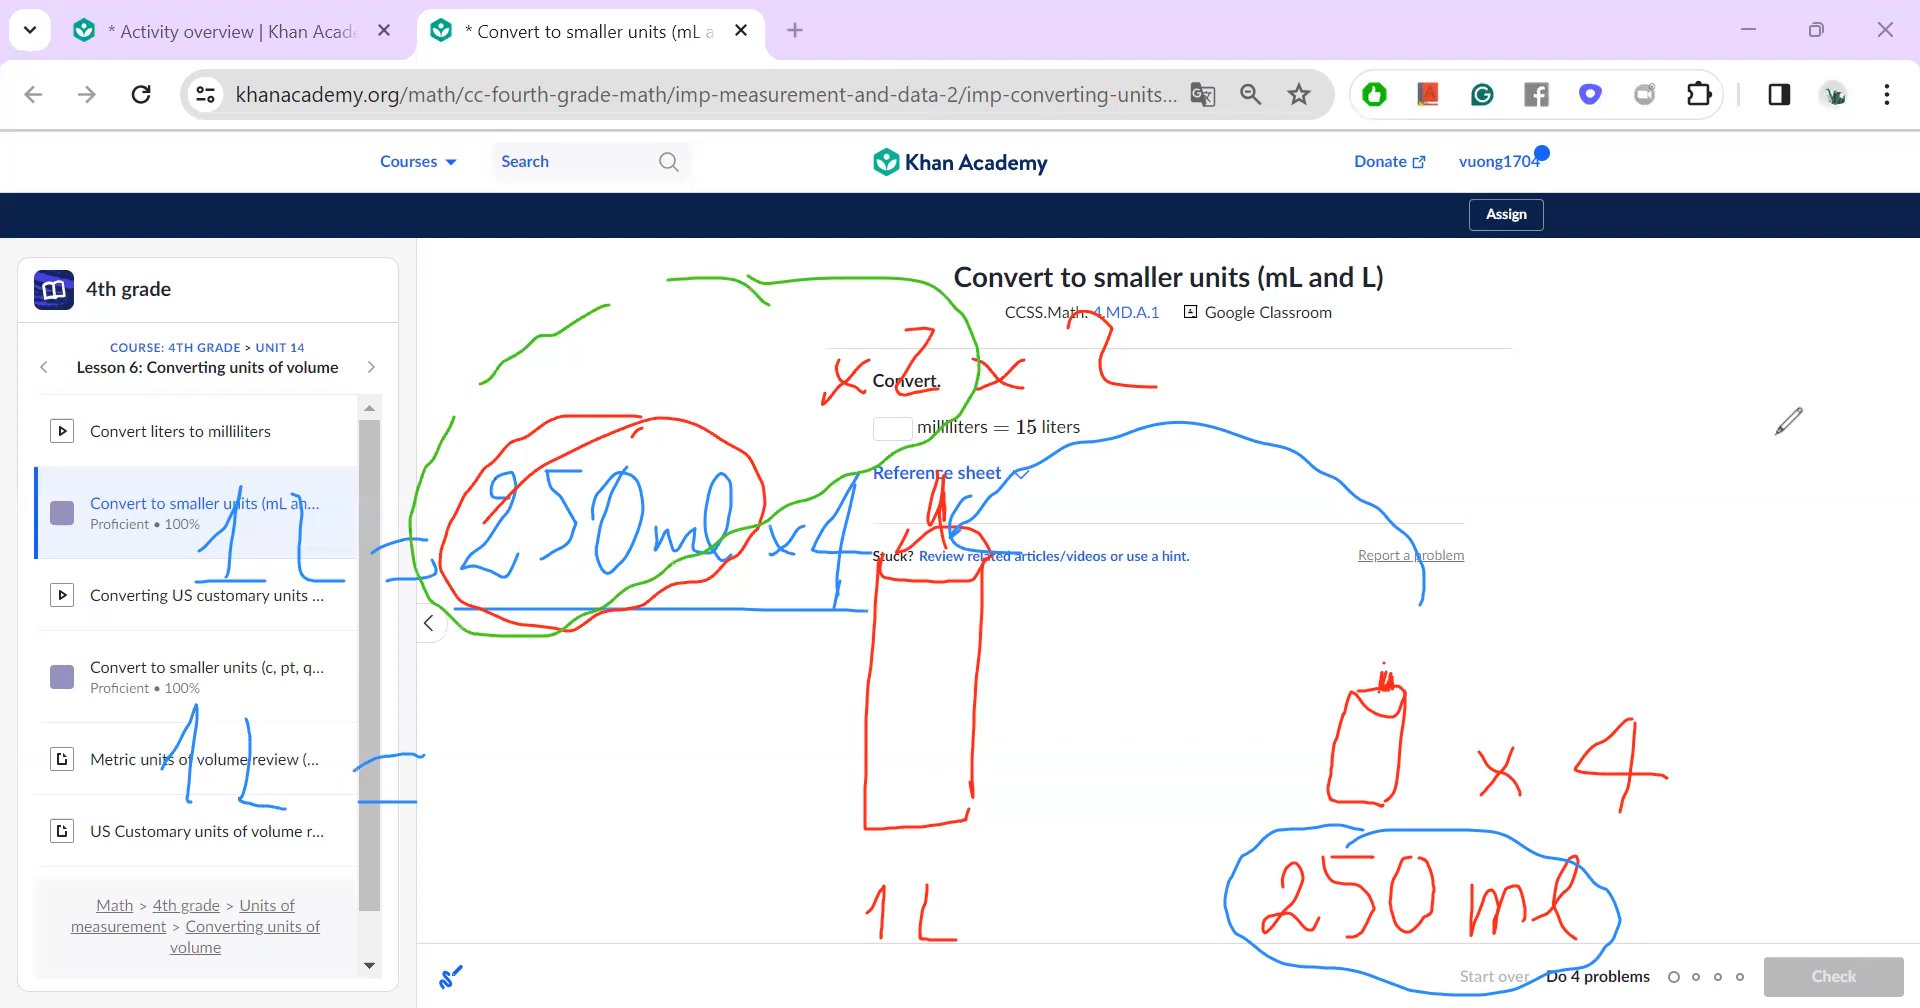 * Activity overview | Khan Acade
* Convert to smaller units (mL a
khanacademy.org/math/cc-fourth-grade-math/imp-measurement-and-data-2/imp-converting-units...
Courses
Search
Khan Academy
Donate
vuong1704
Assign
4th grade
COURSE: 4TH GRADE > UNIT 14
Lesson 6: Converting units of volume
Convert liters to milliliters
Convert to smaller units (mL an...
Proficient • 100%
Converting US customary units ...
Convert to smaller units (c, pt, q...
Proficient • 100%
Metric units of volume review (...
US Customary units of volume r...
Math > 4th grade > Units of
measurement > Converting units of
volume
Convert to smaller units (mL and L)
CCSS.Math: 4.MD.A.1
Google Classroom
x 2 x 2
Convert.
milliliters = 15 liters
Reference sheet
1L = 250ml x 4
Stuck? Review related articles/videos or use a hint.
Report a problem
1L =
x 4
1L
250 ml
Start over
Do 4 problems
Check